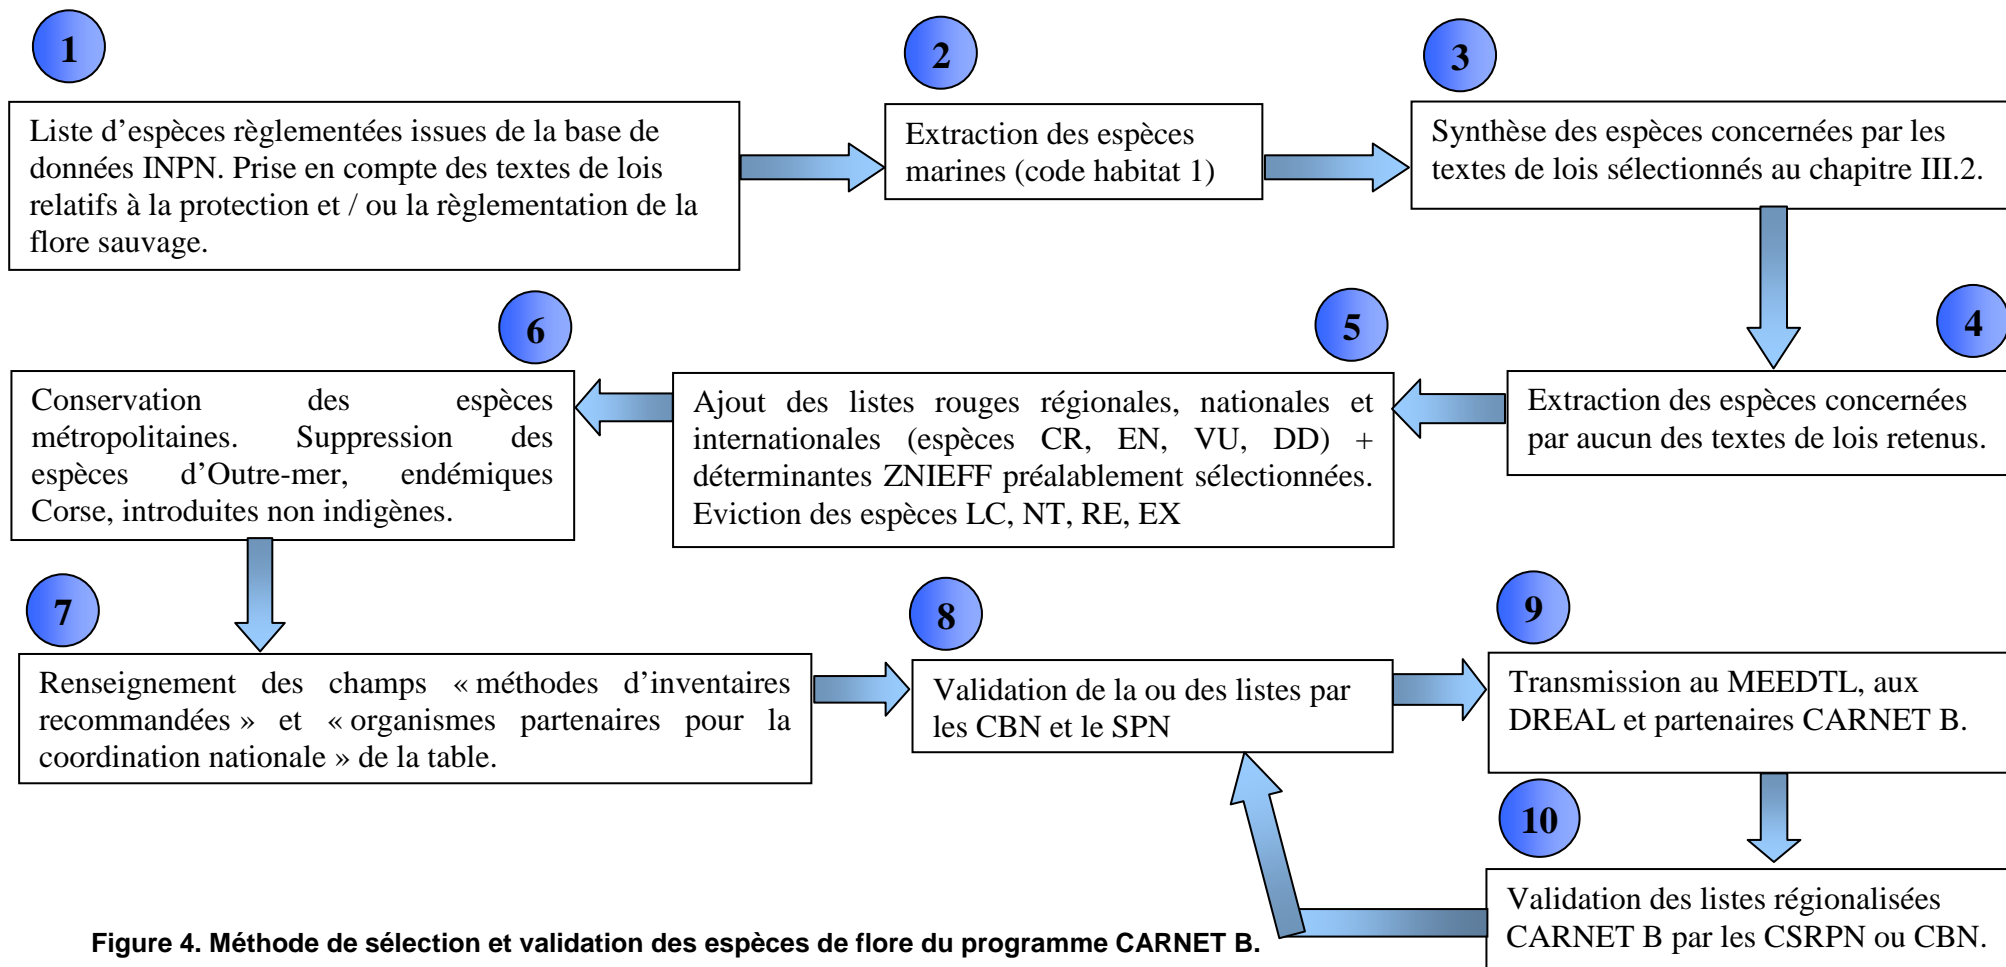 1
Liste d’espèces règlementées issues de la base de
données INPN. Prise en compte des textes de lois
relatifs à la protection et / ou la règlementation de la
flore sauvage.
2
Extraction des espèces
marines (code habitat 1)
3
Synthèse des espèces concernées par les
textes de lois sélectionnés au chapitre III.2.
4
Extraction des espèces concernées
par aucun des textes de lois retenus.
5
Ajout des listes rouges régionales, nationales et
internationales (espèces CR, EN, VU, DD) +
déterminantes ZNIEFF préalablement sélectionnées.
Eviction des espèces LC, NT, RE, EX
6
Conservation des espèces
métropolitaines. Suppression des
espèces d’Outre-mer, endémiques
Corse, introduites non indigènes.
7
Renseignement des champs « méthodes d’inventaires
recommandées » et « organismes partenaires pour la
coordination nationale » de la table.
8
Validation de la ou des listes par
les CBN et le SPN
9
Transmission au MEEDTL, aux
DREAL et partenaires CARNET B.
10
Validation des listes régionalisées
CARNET B par les CSRPN ou CBN.
Figure 4. Méthode de sélection et validation des espèces de flore du programme CARNET B.